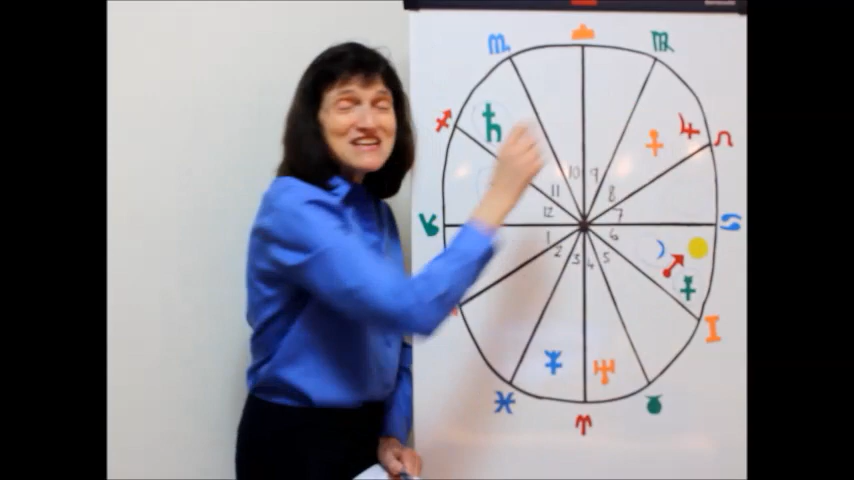 ♏ ♎ ♍
♐ ♄ ♃ ♌
10 9
11 8
12 7
♑ ♋
1 6
2 3 4 5
☽ ♂ ☿
♊
♆ ♅
♓ ♈ ♉